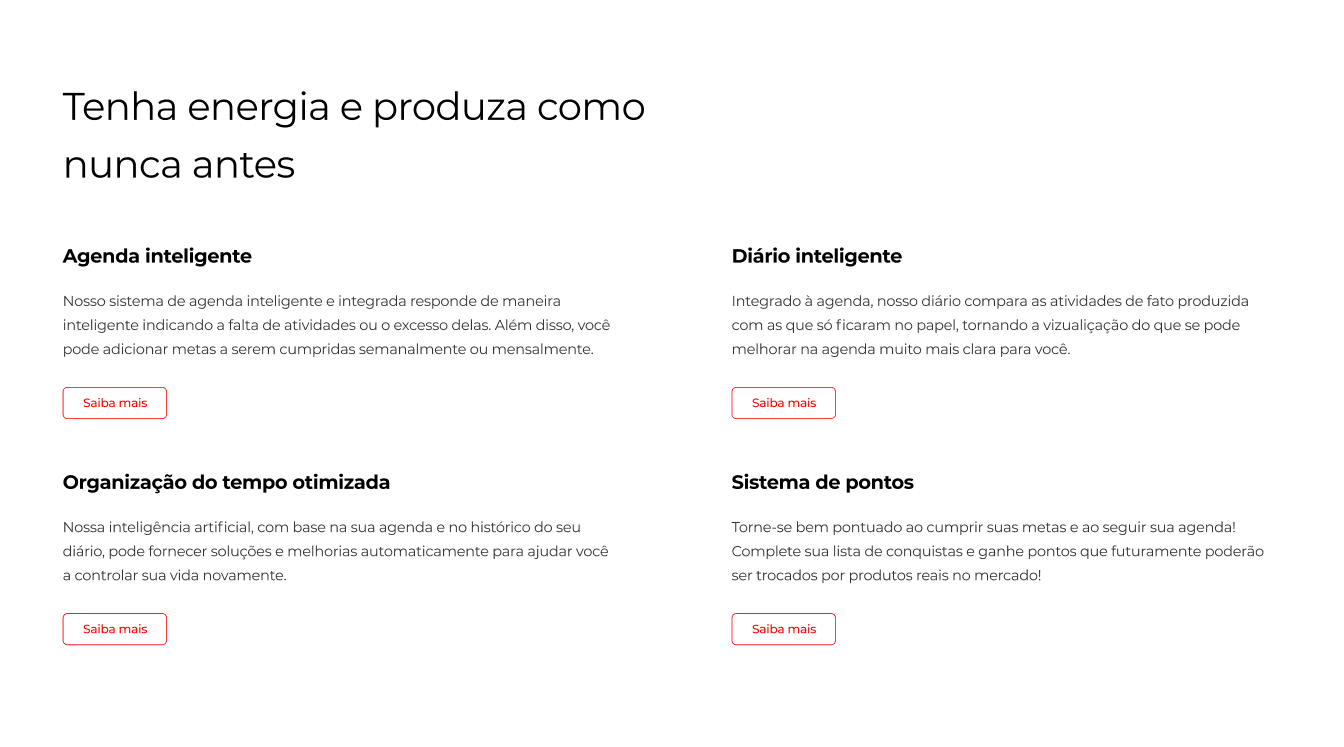 Tenha energia e produza como
nunca antes
Agenda inteligente
Nosso sistema de agenda inteligente e integrada responde de maneira
inteligente indicando a falta de atividades ou o excesso delas. Além disso, você
pode adicionar metas a serem cumpridas semanalmente ou mensalmente.
Saiba mais
Diário inteligente
Integrado à agenda, nosso diário compara as atividades de fato produzida
com as que só ficaram no papel, tornando a vizualiçação do que se pode
melhorar na agenda muito mais clara para você.
Saiba mais
Organização do tempo otimizada
Nossa inteligência artificial, com base na sua agenda e no histórico do seu
diário, pode fornecer soluções e melhorias automaticamente para ajudar você
a controlar sua vida novamente.
Saiba mais
Sistema de pontos
Torne-se bem pontuado ao cumprir suas metas e ao seguir sua agenda!
Complete sua lista de conquistas e ganhe pontos que futuramente poderão
ser trocados por produtos reais no mercado!
Saiba mais